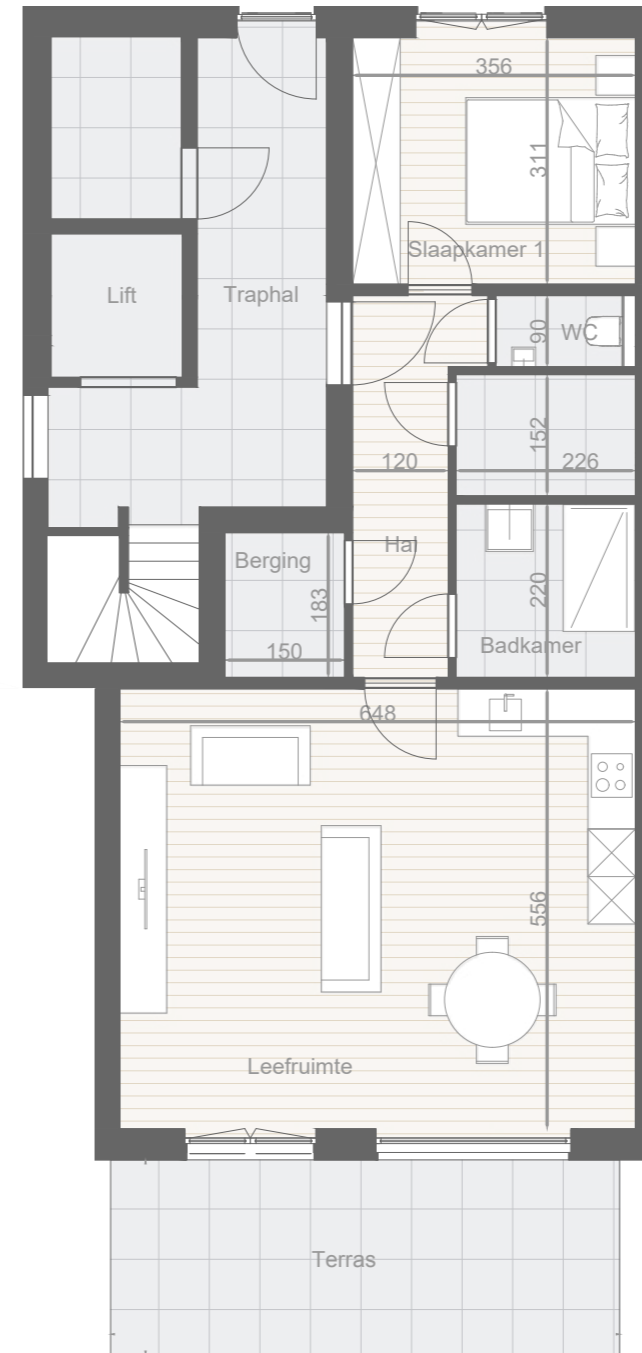 356
311
Slaapkamer 1
Lift
Traphal
WC
90
152
120
226
Hal
Berging
183
220
150
Badkamer
648
556
Leefruimte
Terras